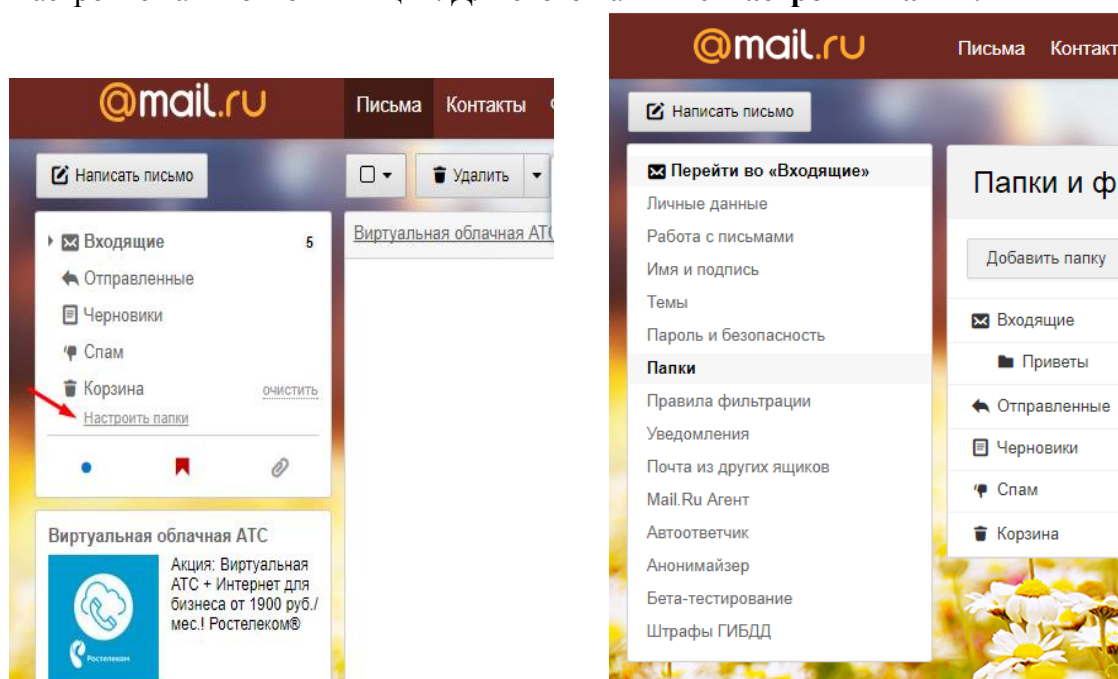 @mail.ru
Письма Контакты
Написать письмо
Удалить
Входящие 5
Отправленные
Черновики
Спам
Корзина очистить
Настроить папки
Виртуальная облачная
Виртуальная облачная АТС
Акция: Виртуальная
АТС + Интернет для
бизнеса от 1900 руб./
мес.! Ростелеком®
Ростелеком
@mail.ru
Письма Контакт
Написать письмо
Перейти во «Входящие»
Личные данные
Работа с письмами
Имя и подпись
Темы
Пароль и безопасность
Папки
Правила фильтрации
Уведомления
Почта из других ящиков
Mail.Ru Агент
Автоответчик
Анонимайзер
Бета-тестирование
Штрафы ГИБДД
Папки и ф
Добавить папку
Входящие
Приветы
Отправленные
Черновики
Спам
Корзина